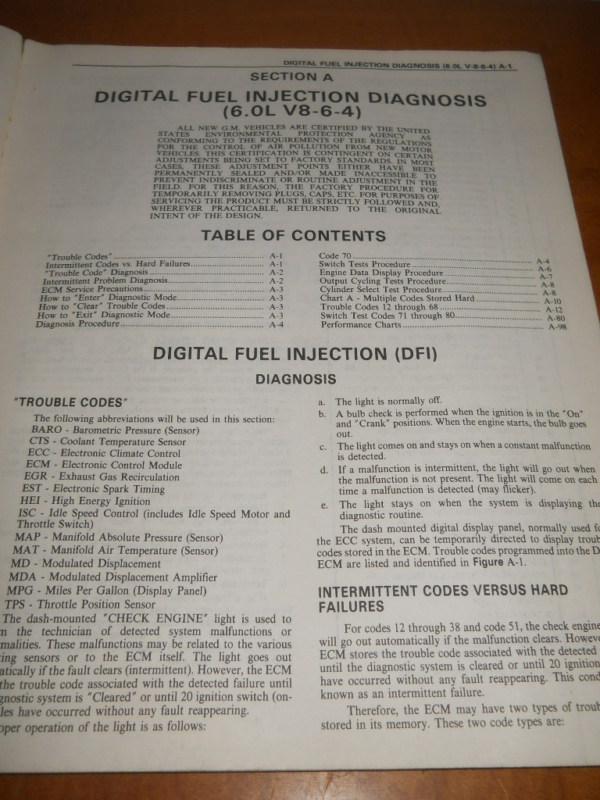 DIGITAL FUEL INJECTION DIAGNOSIS (6.0L V-8-6-4) A-1
SECTION A
DIGITAL FUEL INJECTION DIAGNOSIS
(6.0L V8-6-4)
ALL NEW G.M. VEHICLES ARE CERTIFIED BY THE UNITED
STATES ENVIRONMENTAL PROTECTION AGENCY AS
CONFORMING TO THE REQUIREMENTS OF THE REGULATIONS
FOR THE CONTROL OF AIR POLLUTION FROM NEW MOTOR
VEHICLES. THIS CERTIFICATION IS CONTINGENT ON CERTAIN
ADJUSTMENTS BEING SET TO FACTORY STANDARDS. IN MOST
CASES, THESE ADJUSTMENT POINTS EITHER HAVE BEEN
PERMANENTLY SEALED AND/OR MADE INACCESSIBLE TO
PREVENT INDISCRIMINATE OR ROUTINE ADJUSTMENT IN THE
FIELD. FOR THIS REASON, THE FACTORY PROCEDURE FOR
TEMPORARILY REMOVING PLUGS, CAPS, ETC. FOR PURPOSES OF
SERVICING THE PRODUCT MUST BE STRICTLY FOLLOWED AND,
WHEREVER PRACTICABLE, RETURNED TO THE ORIGINAL
INTENT OF THE DESIGN.
TABLE OF CONTENTS
"Trouble Codes" A-1
Intermittent Codes vs. Hard Failures A-1
"Trouble Code" Diagnosis A-2
Intermittent Problem Diagnosis A-2
ECM Service Precautions A-3
How to "Enter" Diagnostic Mode A-3
How to "Clear" Trouble Codes A-3
How to "Exit" Diagnostic Mode A-3
Diagnosis Procedure A-4
Code 70 A-4
Switch Tests Procedure A-6
Engine Data Display Procedure A-7
Output Cycling Tests Procedure A-8
Cylinder Select Test Procedure A-8
Chart A - Multiple Codes Stored Hard A-10
Trouble Codes 12 through 68 A-12
Switch Test Codes 71 through 80 A-80
Performance Charts A-98
DIGITAL FUEL INJECTION (DFI)
DIAGNOSIS
"TROUBLE CODES"
The following abbreviations will be used in this section:
BARO - Barometric Pressure (Sensor)
CTS - Coolant Temperature Sensor
ECC - Electronic Climate Control
ECM - Electronic Control Module
EGR - Exhaust Gas Recirculation
EST - Electronic Spark Timing
HEI - High Energy Ignition
ISC - Idle Speed Control (includes Idle Speed Motor and
Throttle Switch)
MAP - Manifold Absolute Pressure (Sensor)
MAT - Manifold Air Temperature (Sensor)
MD - Modulated Displacement
MDA - Modulated Displacement Amplifier
MPG - Miles Per Gallon (Display Panel)
TPS - Throttle Position Sensor
The dash-mounted "CHECK ENGINE" light is used to
m the technician of detected system malfunctions or
malities. These malfunctions may be related to the various
ing sensors or to the ECM itself. The light goes out
atically if the fault clears (intermittent). However, the ECM
the trouble code associated with the detected failure until
gnostic system is "Cleared" or until 20 ignition switch (on-
les have occurred without any fault reappearing.
oper operation of the light is as follows:
a. The light is normally off.
b. A bulb check is performed when the ignition is in the "On"
and "Crank" positions. When the engine starts, the bulb goes
out.
c. The light comes on and stays on when a constant malfunction
is detected.
d. If a malfunction is intermittent, the light will go out when
the malfunction is not present. The light will come on each
time a malfunction is detected (may flicker).
e. The light stays on when the system is displaying the
diagnostic routine.
The dash mounted digital display panel, normally used fo
the ECC system, can be temporarily directed to display troub
codes stored in the ECM. Trouble codes programmed into the D
ECM are listed and identified in Figure A-1.
INTERMITTENT CODES VERSUS HARD
FAILURES
For codes 12 through 38 and code 51, the check engine
will go out automatically if the malfunction clears. Howeve
ECM stores the trouble code associated with the detected
until the diagnostic system is cleared or until 20 ignition
have occurred without any fault reappearing. This cond
known as an intermittent failure.
Therefore, the ECM may have two types of troub
stored in its memory. These two code types are: